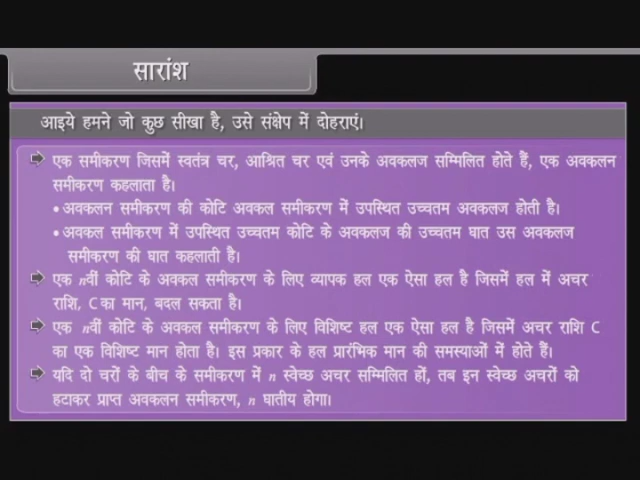 सारांश
आइये हमने जो कुछ सीखा है, उसे संक्षेप में दोहराएं।
एक समीकरण जिसमें स्वतंत्र चर, आश्रित चर एवं उनके अवकलज सम्मिलित होते हैं, एक अवकलन
समीकरण कहलाता है।
• अवकलन समीकरण की कोटि अवकल समीकरण में उपस्थित उच्चतम अवकलज होती है।
• अवकल समीकरण में उपस्थित उच्चतम कोटि के अवकलज की उच्चतम घात उस अवकलज
समीकरण की घात कहलाती है।
एक nवीं कोटि के अवकल समीकरण के लिए व्यापक हल एक ऐसा हल है जिसमें हल में अचर
राशि, C का मान, बदल सकता है।
एक nवीं कोटि के अवकल समीकरण के लिए विशिष्ट हल एक ऐसा हल है जिसमें अचर राशि C
का एक विशिष्ट मान होता है। इस प्रकार के हल प्रारंभिक मान की समस्याओं में होते हैं।
यदि दो चरों के बीच के समीकरण में n स्वेच्छ अचर सम्मिलित हों, तब इन स्वेच्छ अचरों को
हटाकर प्राप्त अवकलन समीकरण, n घातीय होगा।